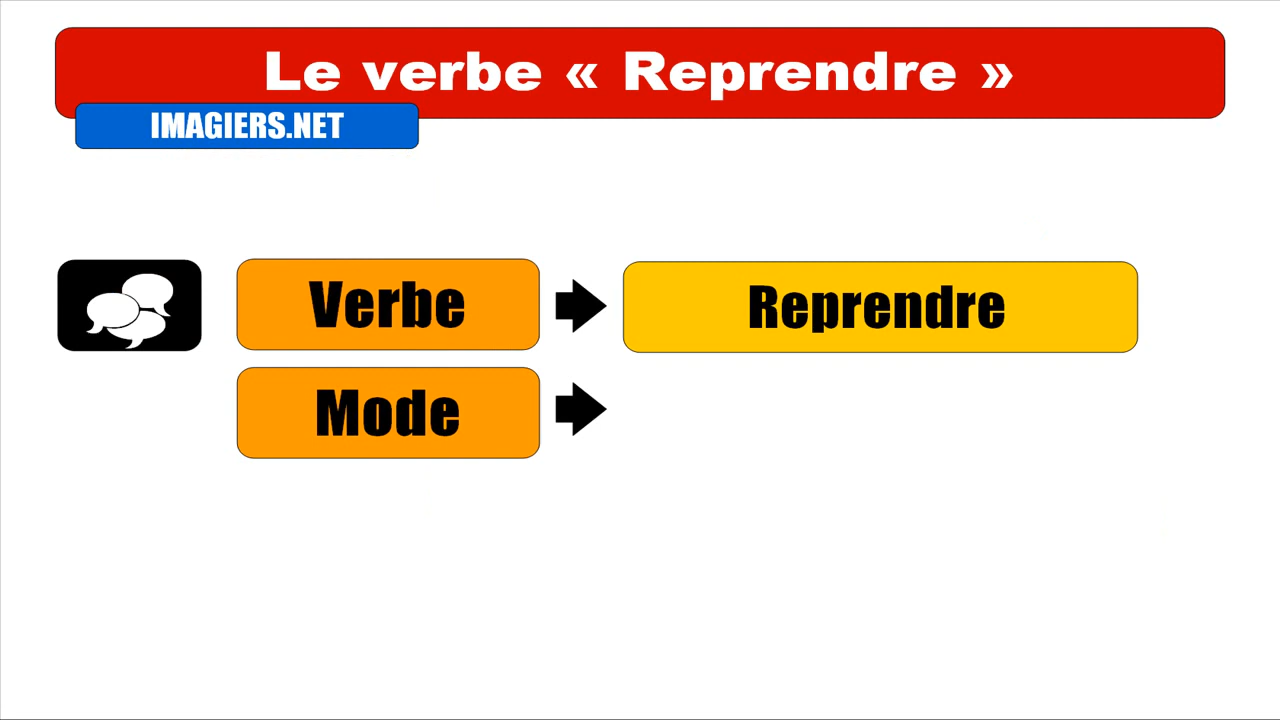 Le verbe « Reprendre »
IMAGIERS.NET
Verbe
Reprendre
Mode